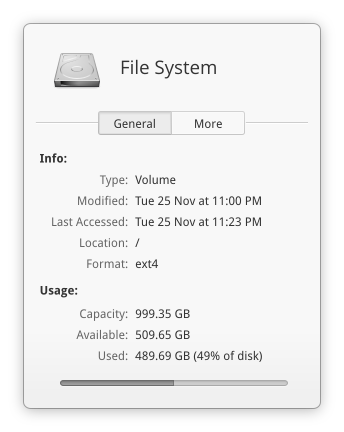 File System
General More
Info:
Type: Volume
Modified: Tue 25 Nov at 11:00 PM
Last Accessed: Tue 25 Nov at 11:23 PM
Location: /
Format: ext4
Usage:
Capacity: 999.35 GB
Available: 509.65 GB
Used: 489.69 GB (49% of disk)